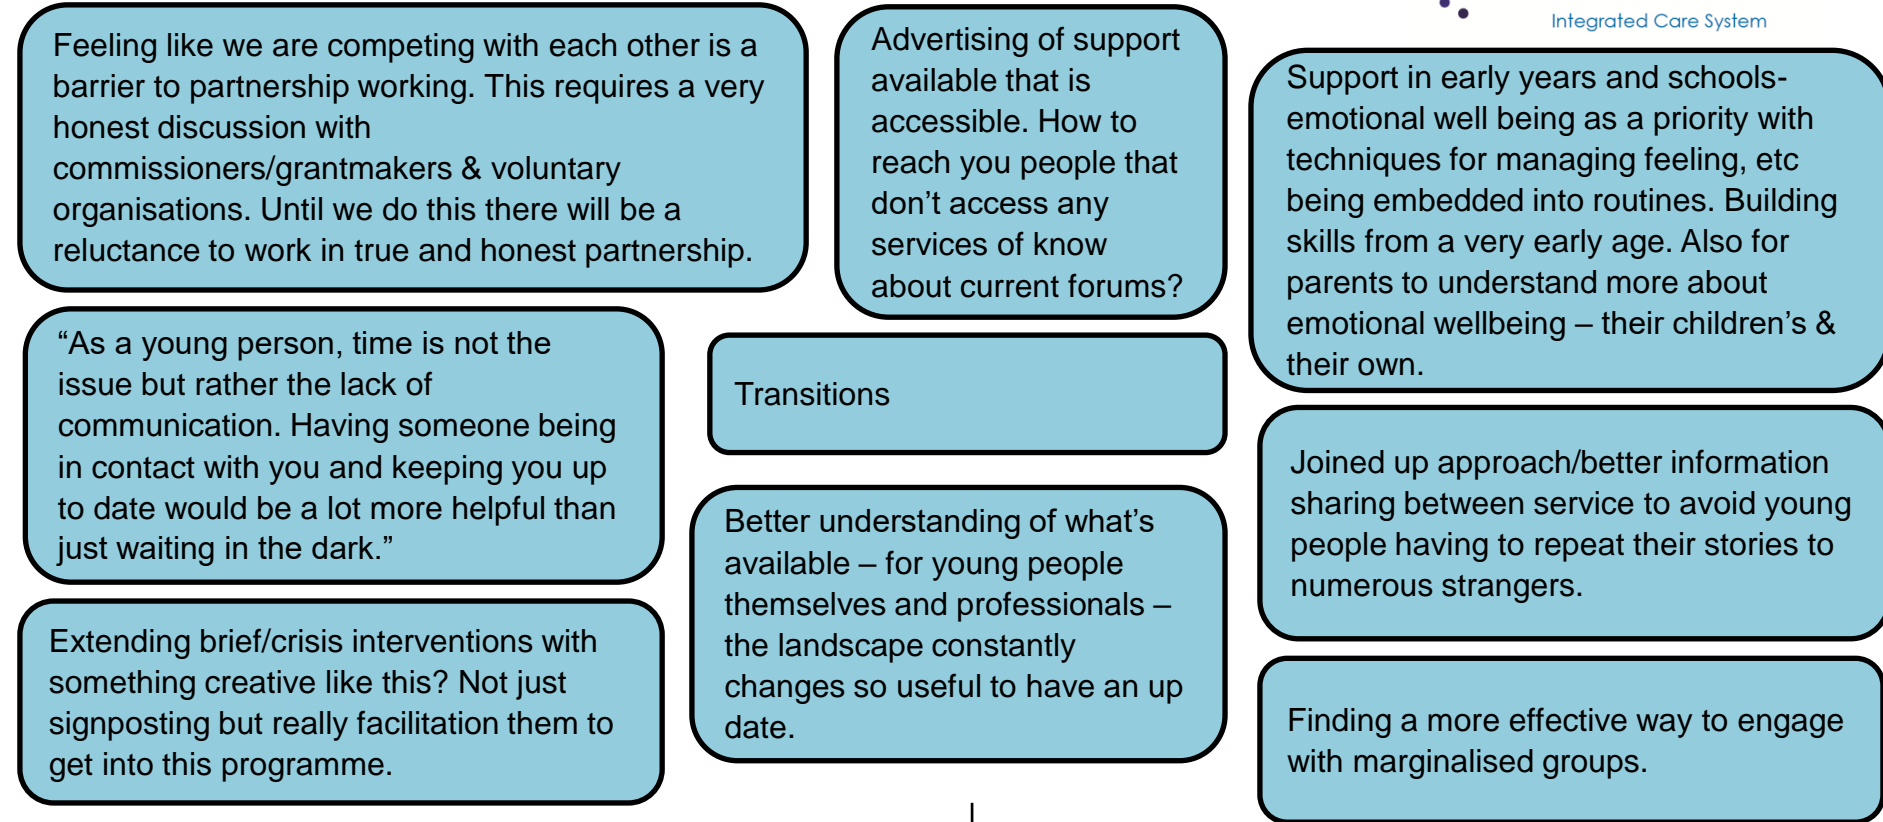 Integrated Care System
Feeling like we are competing with each other is a
barrier to partnership working. This requires a very
honest discussion with
commissioners/grantmakers & voluntary
organisations. Until we do this there will be a
reluctance to work in true and honest partnership.
Advertising of support
available that is
accessible. How to
reach you people that
don’t access any
services of know
about current forums?
Support in early years and schools-
emotional well being as a priority with
techniques for managing feeling, etc
being embedded into routines. Building
skills from a very early age. Also for
parents to understand more about
emotional wellbeing – their children’s &
their own.
“As a young person, time is not the
issue but rather the lack of
communication. Having someone being
in contact with you and keeping you up
to date would be a lot more helpful than
just waiting in the dark.”
Transitions
Joined up approach/better information
sharing between service to avoid young
people having to repeat their stories to
numerous strangers.
Better understanding of what’s
available – for young people
themselves and professionals –
the landscape constantly
changes so useful to have an up
date.
Extending brief/crisis interventions with
something creative like this? Not just
signposting but really facilitation them to
get into this programme.
Finding a more effective way to engage
with marginalised groups.